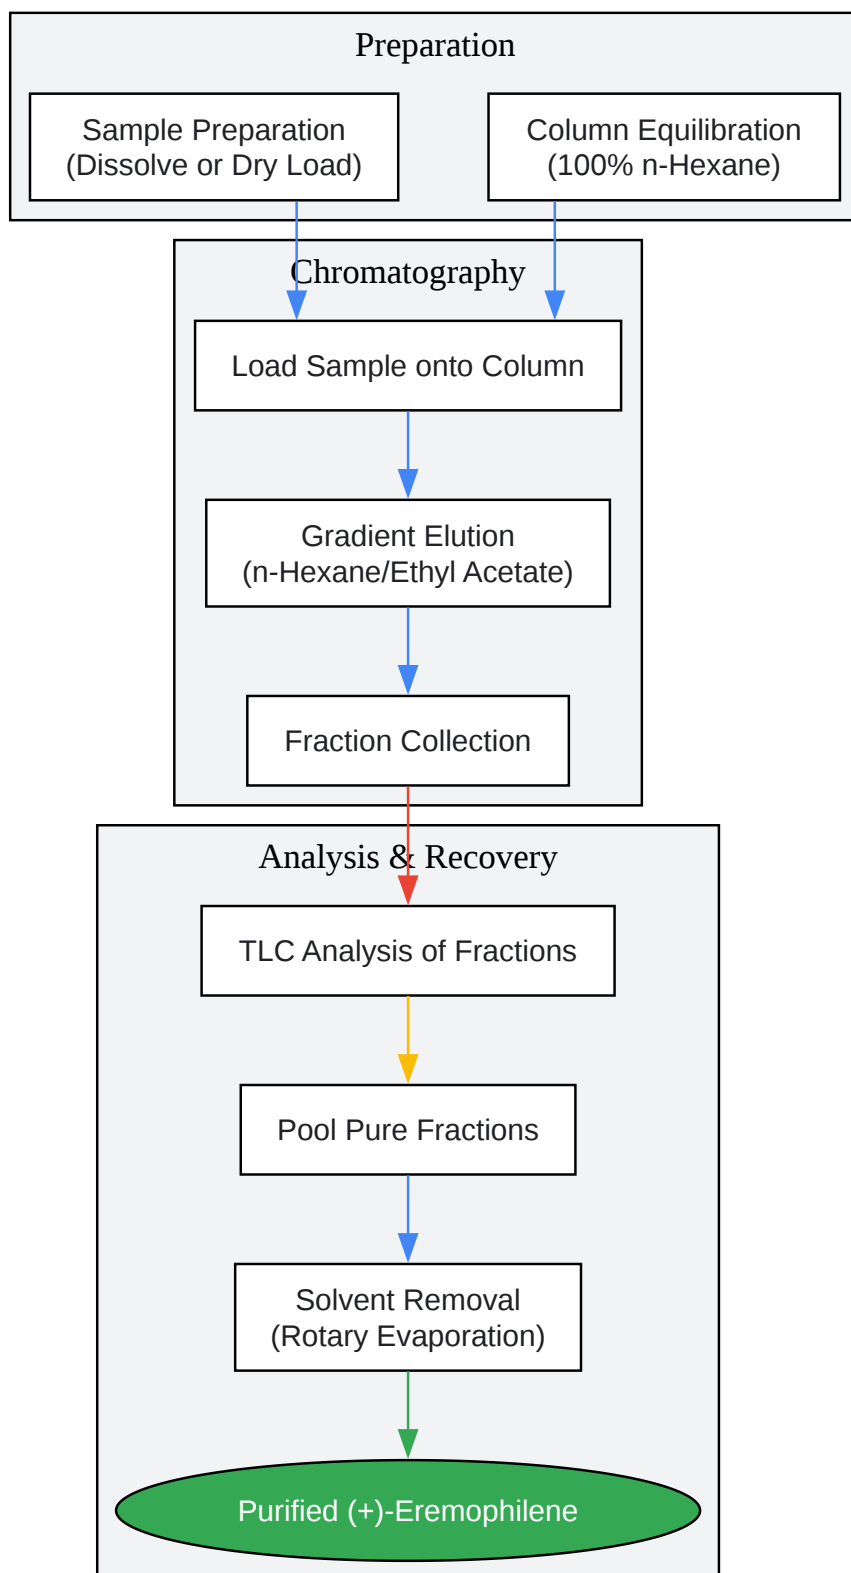 Preparation
Sample Preparation
(Dissolve or Dry Load)
Column Equilibration
(100% n-Hexane)
Chromatography
Load Sample onto Column
Gradient Elution
(n-Hexane/Ethyl Acetate)
Fraction Collection
Analysis & Recovery
TLC Analysis of Fractions
Pool Pure Fractions
Solvent Removal
(Rotary Evaporation)
Purified (+)-Eremophilene